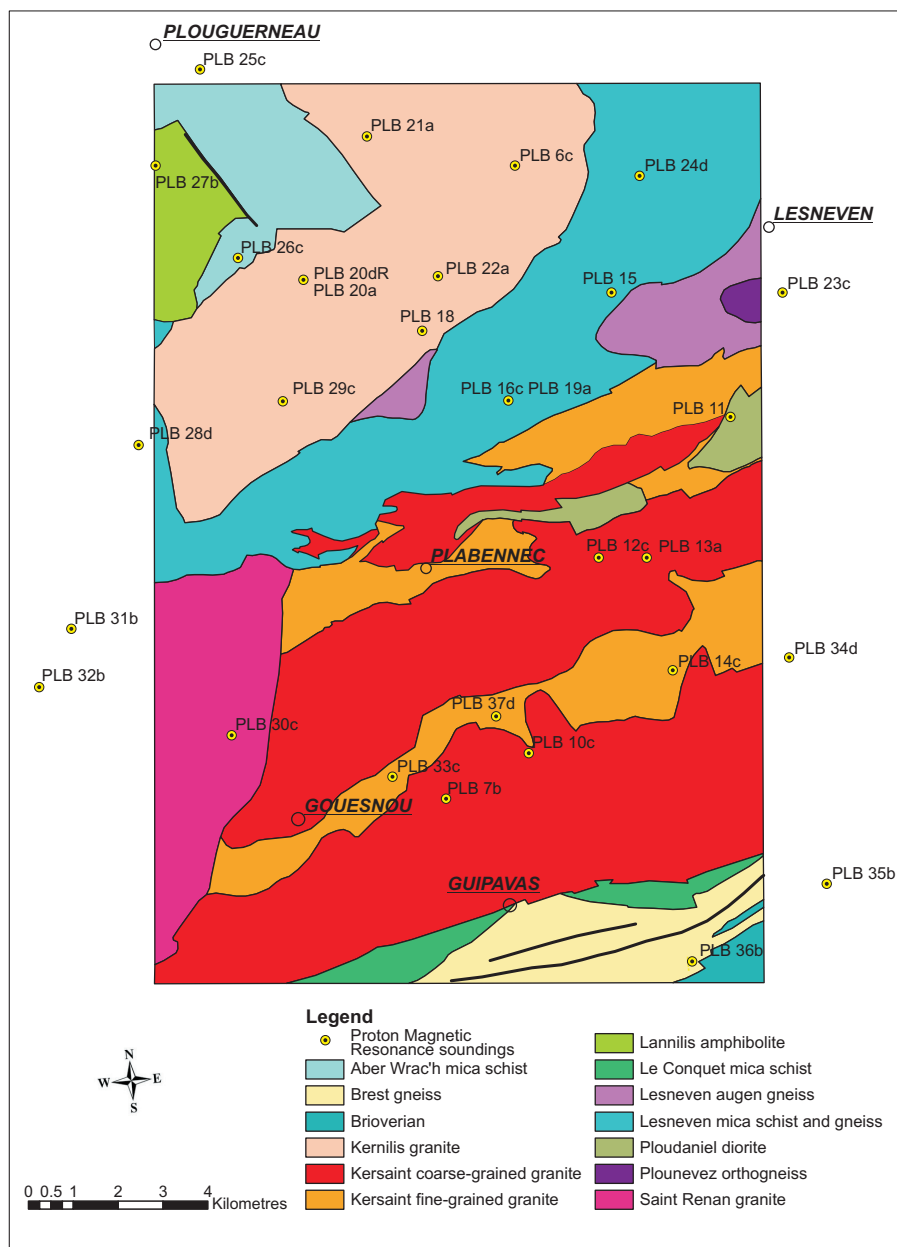 PLOUGUERNEAU
PLB 25c
PLB 21a
PLB 6c
PLB 24d
PLB 27b
LESNEVEN
PLB 26c
PLB 20dR
PLB 20a
PLB 22a
PLB 15
PLB 23c
PLB 18
PLB 29c
PLB 16c PLB 19a
PLB 11
PLB 28d
PLABENNEC
PLB 12c
PLB 13a
PLB 31b
PLB 34d
PLB 32b
PLB 14c
PLB 37d
PLB 30c
PLB 10c
PLB 33c
PLB 7b
GOUESNOU
GUIPAVAS
PLB 35b
PLB 36b
Legend
Proton Magnetic
Resonance soundings
Aber Wrac'h mica schist
Brest gneiss
Brioverian
Kernilis granite
Kersaint coarse-grained granite
Kersaint fine-grained granite
Lannilis amphibolite
Le Conquet mica schist
Lesneven augen gneiss
Lesneven mica schist and gneiss
Ploudaniel diorite
Plounevez orthogneiss
Saint Renan granite
N
W E
S
0 0.5 1 2 3 4
Kilometres